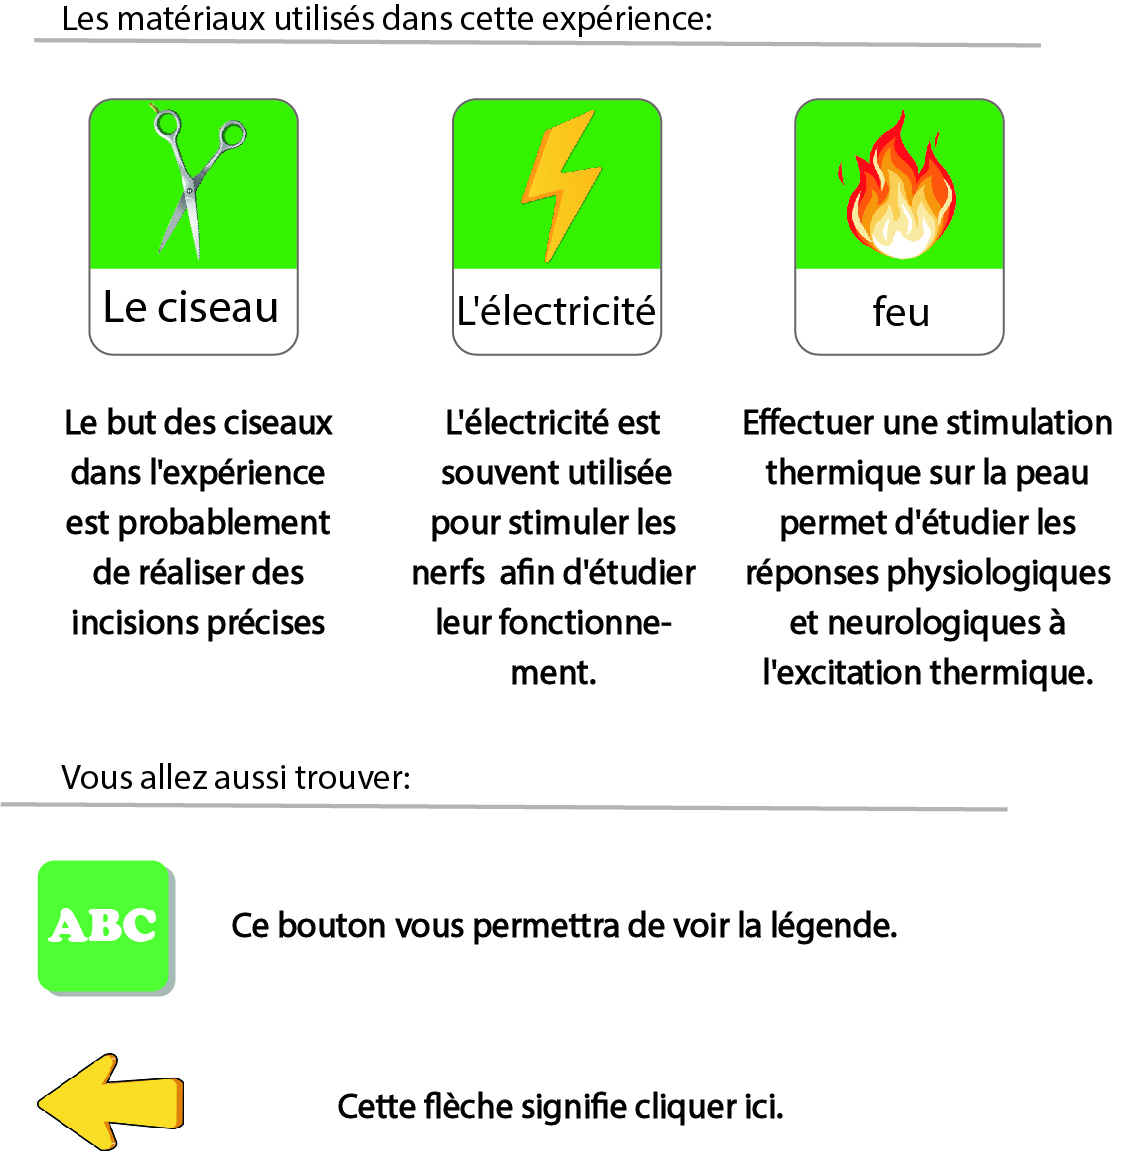 Les matériaux utilisés dans cette expérience:
Le ciseau
L'électricité
feu
Le but des ciseaux
dans l'expérience
est probablement
de réaliser des
incisions précises
L'électricité est
souvent utilisée
pour stimuler les
nerfs  afin d'étudier
leur fonctionne-
ment.
Effectuer une stimulation
thermique sur la peau
permet d'étudier les
réponses physiologiques
et neurologiques à
l'excitation thermique.
Vous allez aussi trouver:
ABC
Ce bouton vous permettra de voir la légende.
Cette flèche signifie cliquer ici.